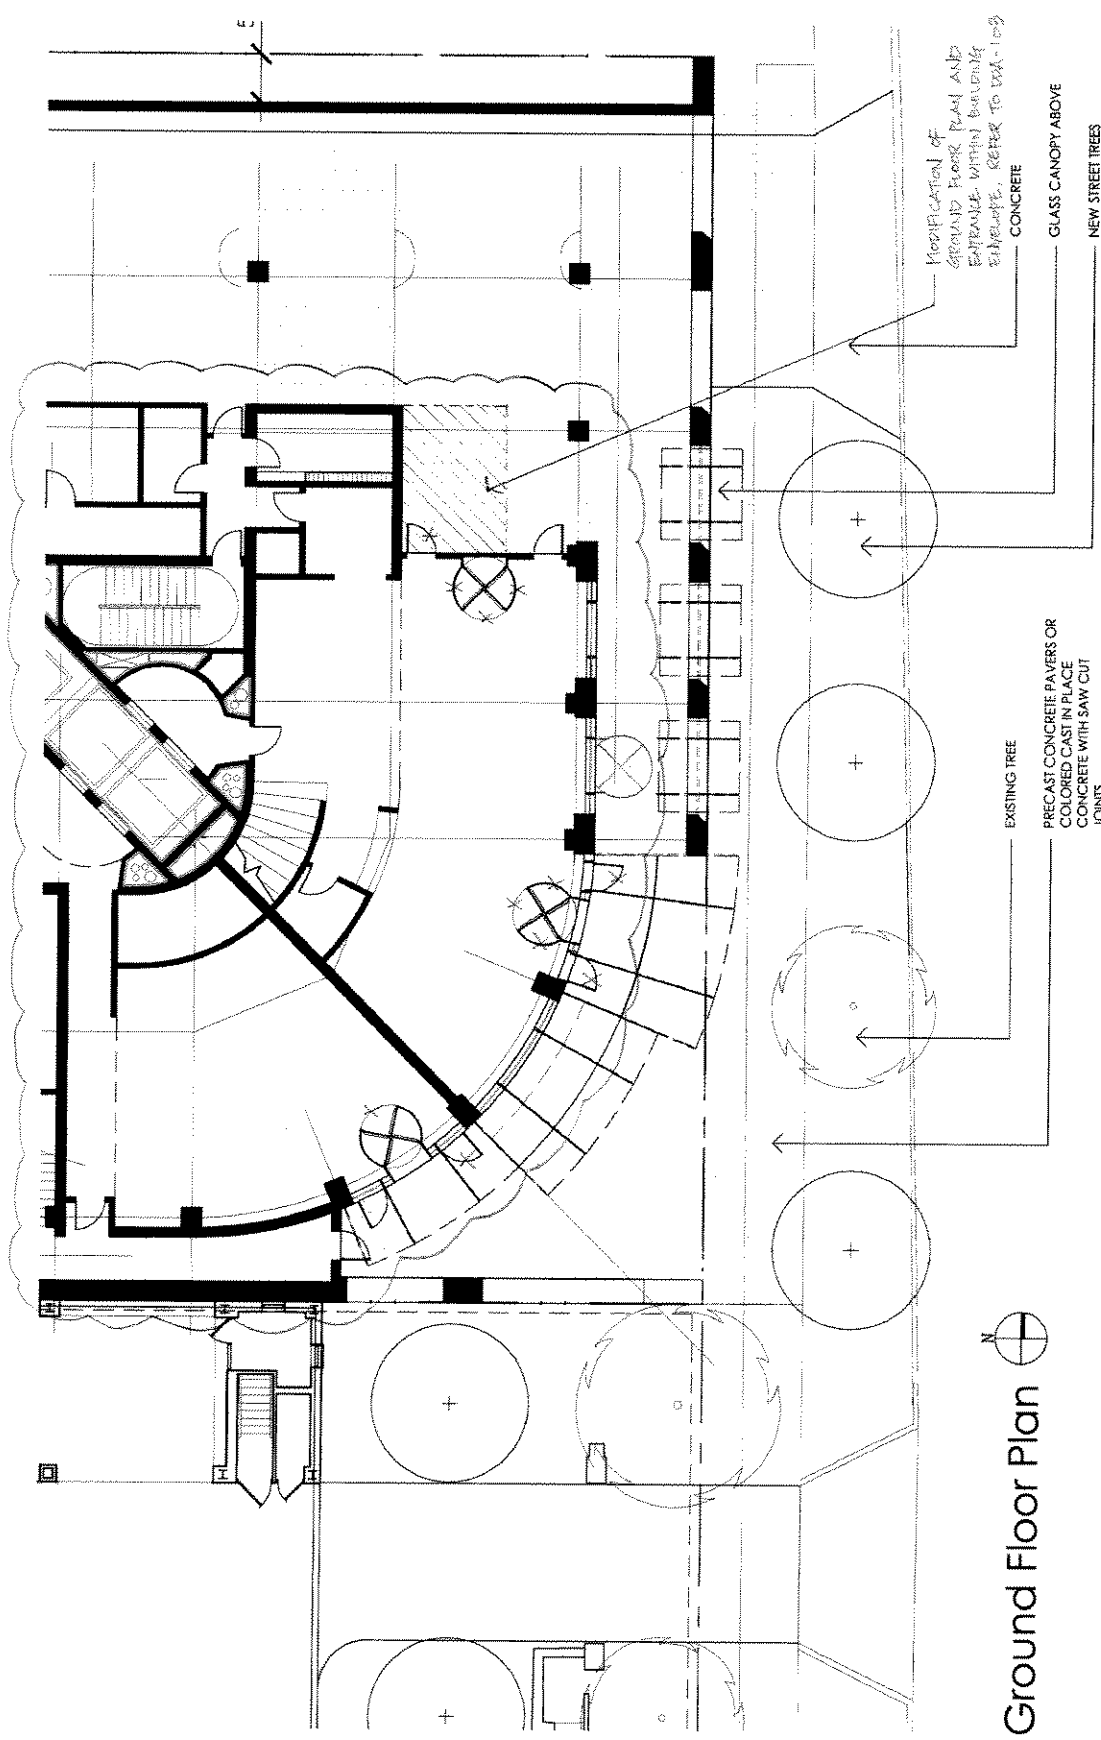 MODIFICATION OF
GROUND FLOOR PLAN AND
ENTRANCE WITHIN BUILDING
ENVELOPE. REFER TO
CONCRETE
GLASS CANOPY ABOVE
NEW STREET TREES
EXISTING TREE
PRECAST CONCRETE PAVERS OR
COLORED CAST IN PLACE
CONCRETE WITH SAW CUT
JOINTS
N
Ground Floor Plan